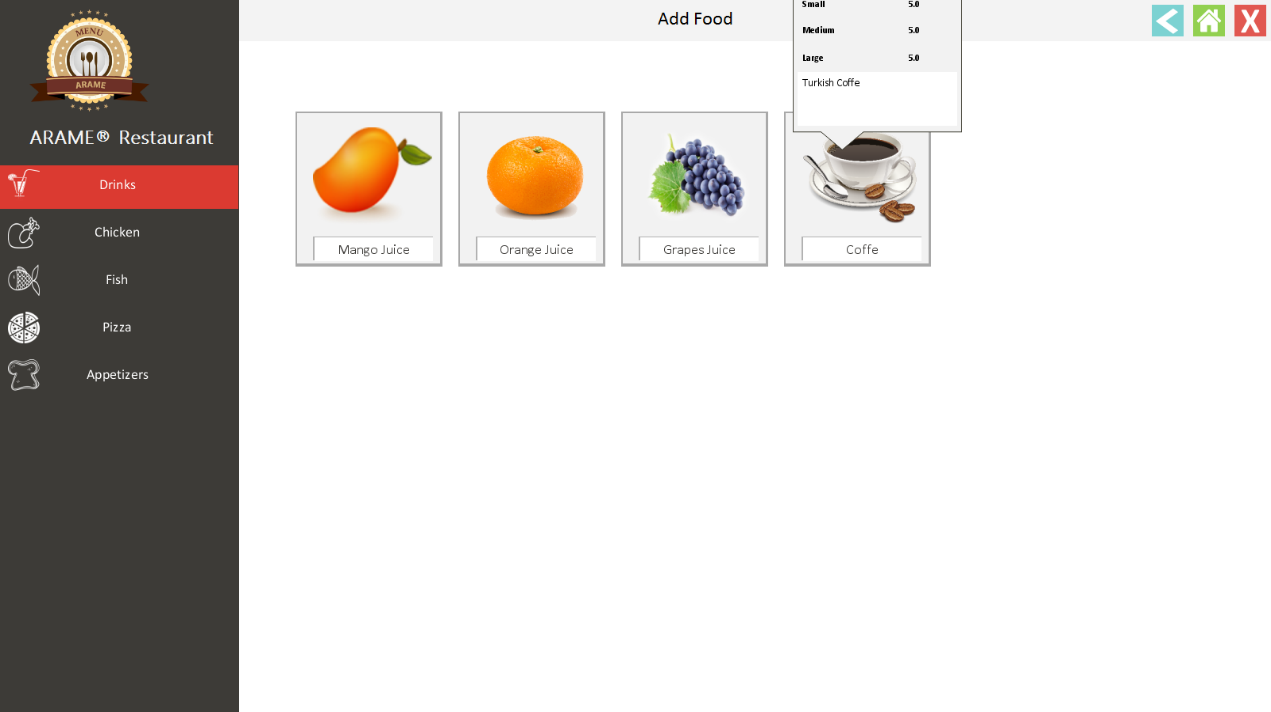 MENU
ARAME
ARAME® Restaurant
Drinks
Chicken
Fish
Pizza
Appetizers
Add Food
Small 5.0
Medium 5.0
Large 5.0
Turkish Coffe
X
Mango Juice
Orange Juice
Grapes Juice
Coffe